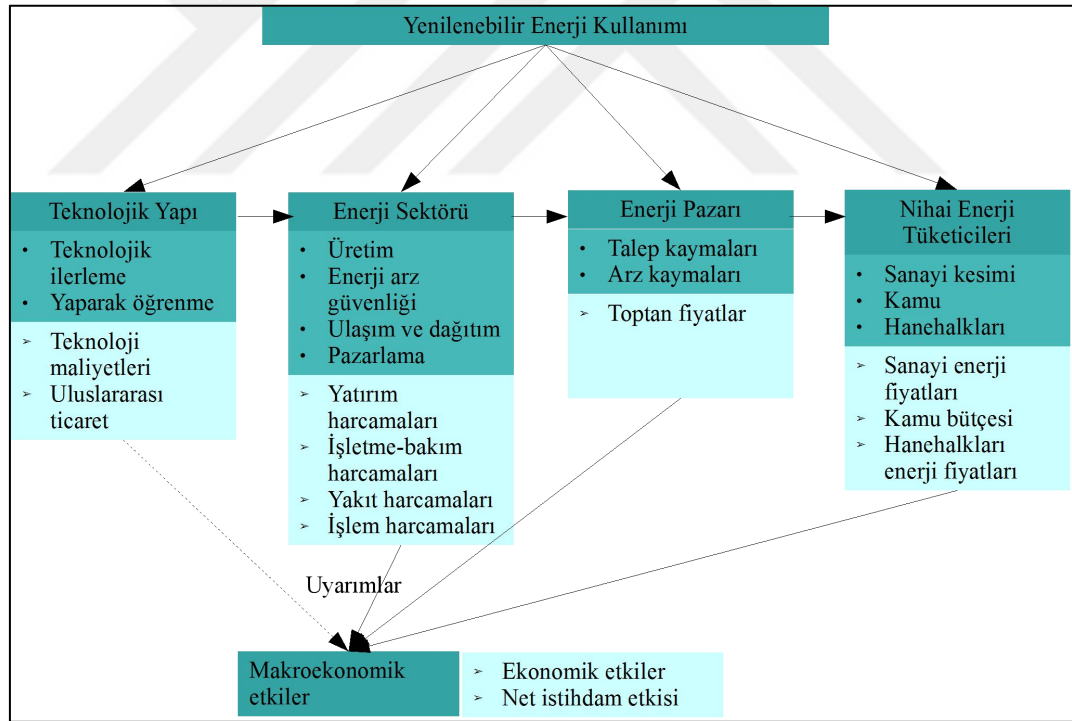 Yenilenebilir Enerji Kullanımı
Teknolojik Yapı
• Teknolojik
ilerleme
• Yaparak öğrenme
➢ Teknoloji
maliyetleri
➢ Uluslararası
ticaret
Enerji Sektörü
• Üretim
• Enerji arz
güvenliği
• Ulaşım ve dağıtım
• Pazarlama
➢ Yatırım
harcamaları
➢ İşletme-bakım
harcamaları
➢ Yakıt harcamaları
➢ İşlem harcamaları
Enerji Pazarı
• Talep kaymaları
• Arz kaymaları
➢ Toptan fiyatlar
Nihai Enerji
Tüketicileri
• Sanayi kesimi
• Kamu
• Hanehalkları
➢ Sanayi enerji
fiyatları
➢ Kamu bütçesi
➢ Hanehalkları
enerji fiyatları
Uyarımlar
Makroekonomik
etkiler
➢ Ekonomik etkiler
➢ Net istihdam etkisi